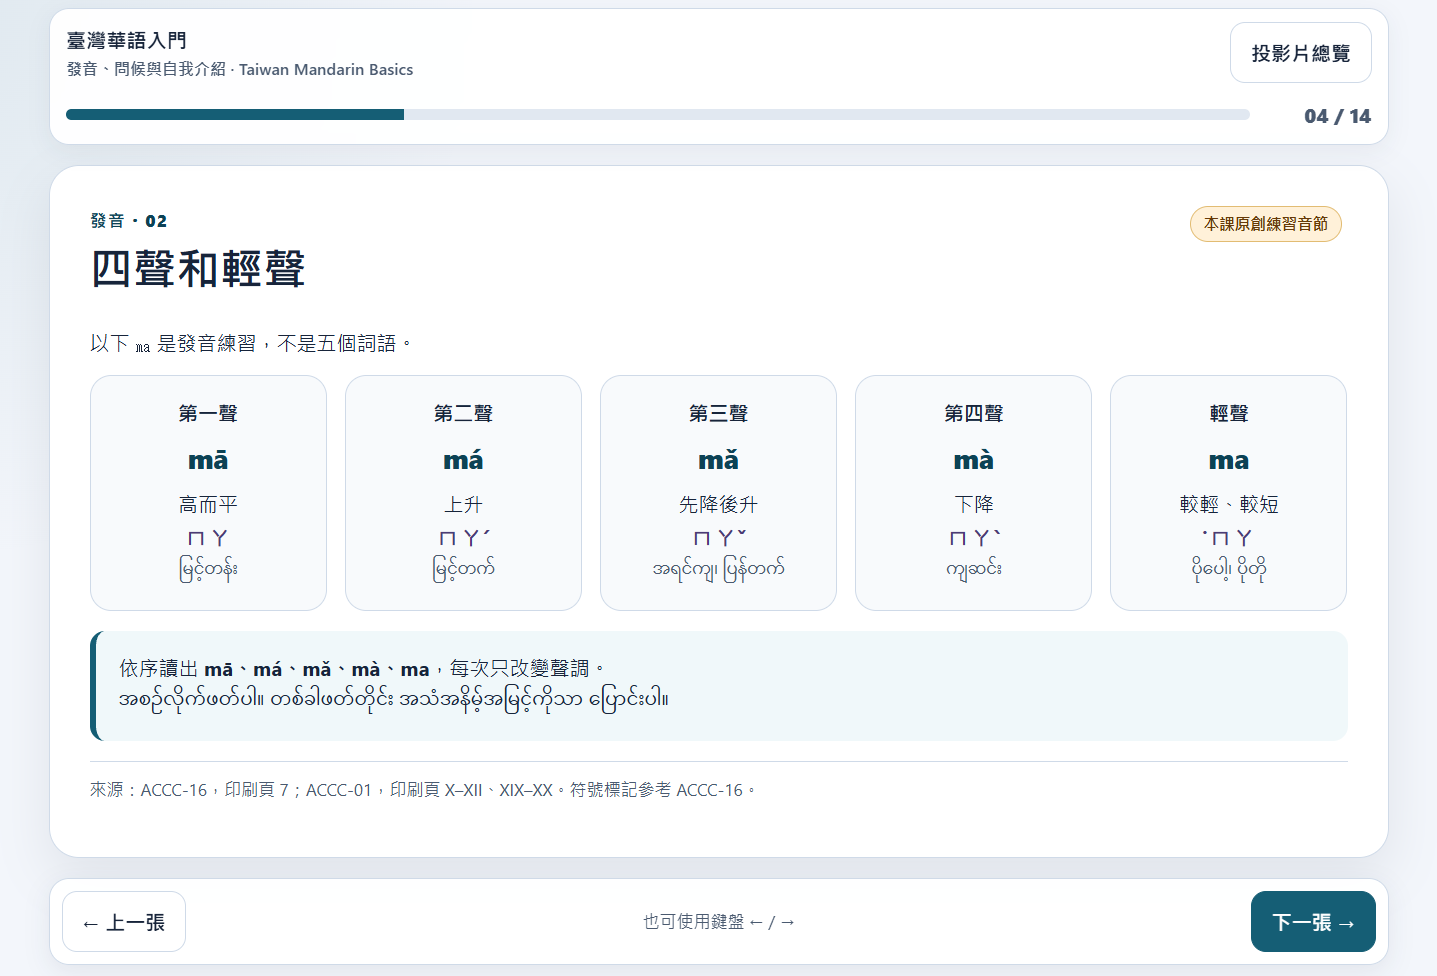 臺灣華語入門
發音、問候與自我介紹 · Taiwan Mandarin Basics
投影片總覽
04 / 14
發音・02
本課原創練習音節
四聲和輕聲
以下 ma 是發音練習，不是五個詞語。
第一聲
mā
高而平
ㄇㄚ
မြင့်တန်း
第二聲
má
上升
ㄇㄚˊ
မြင့်တက်
第三聲
mǎ
先降後升
ㄇㄚˇ
အရင်ကျ၊ ပြန်တက်
第四聲
mà
下降
ㄇㄚˋ
ကျဆင်း
輕聲
ma
較輕、較短
˙ㄇㄚ
ပိုပေါ့၊ ပိုတို
依序讀出 mā、má、mǎ、mà、ma，每次只改變聲調。
အစဉ်လိုက်ဖတ်ပါ။ တစ်ခါဖတ်တိုင်း အသံအနိမ့်အမြင့်ကိုသာ ပြောင်းပါ။
來源：ACCC-16，印刷頁 7；ACCC-01，印刷頁 X–XII、XIX–XX。符號標記參考 ACCC-16。
← 上一張
也可使用鍵盤 ← / →
下一張 →